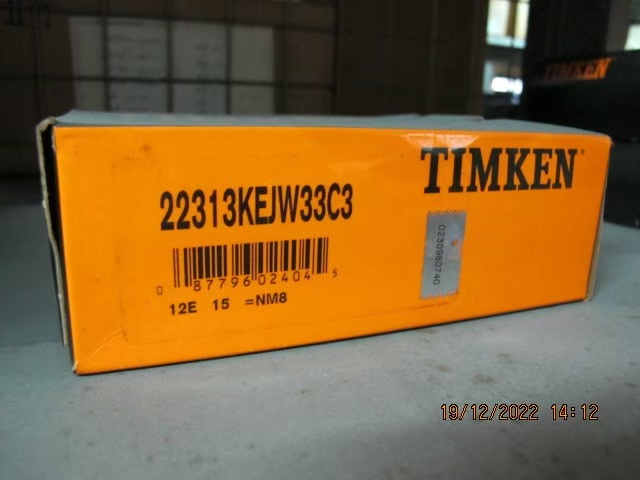 TIMKEN
TIMKEN
22313KEJW33C3
0230980740
0 87796 02404 5
12E 15 =NM8
19/12/2022 14:12